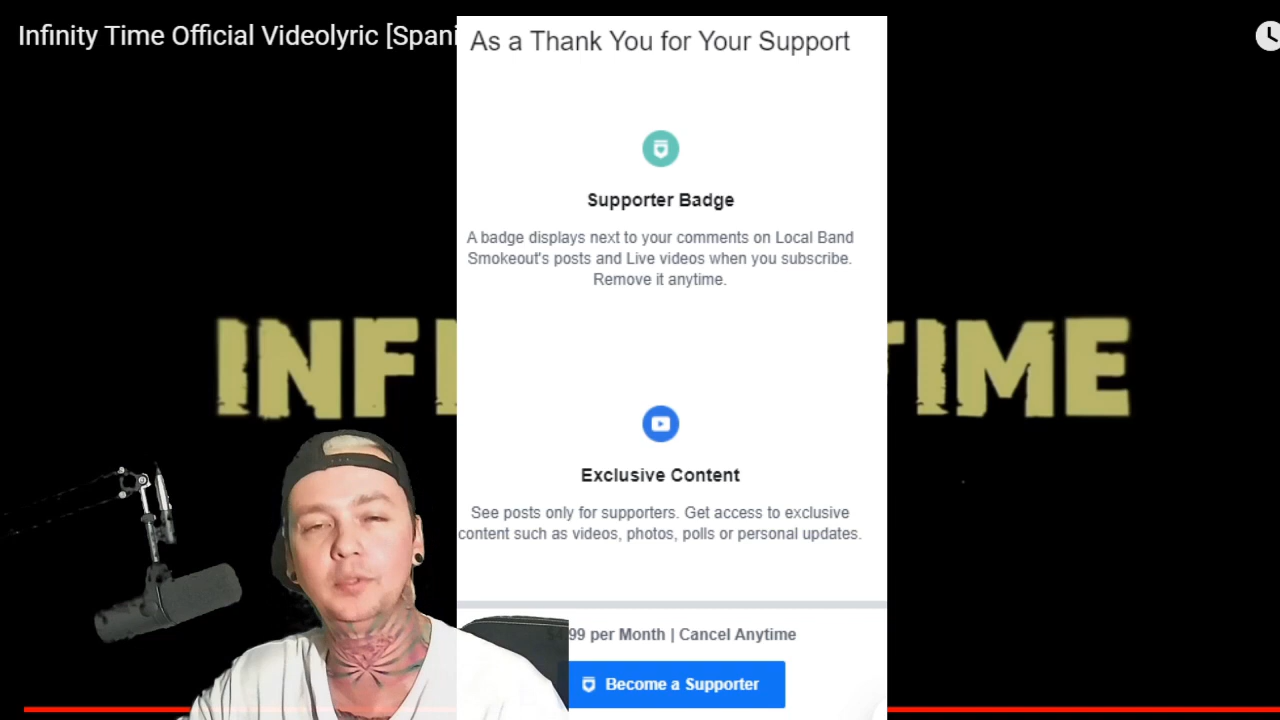 Infinity Time Official Videolyric [Spani
As a Thank You for Your Support
Supporter Badge
A badge displays next to your comments on Local Band
Smokeout's posts and Live videos when you subscribe.
Remove it anytime.
INFI TIME
Exclusive Content
See posts only for supporters. Get access to exclusive
content such as videos, photos, polls or personal updates.
$4.99 per Month | Cancel Anytime
Become a Supporter